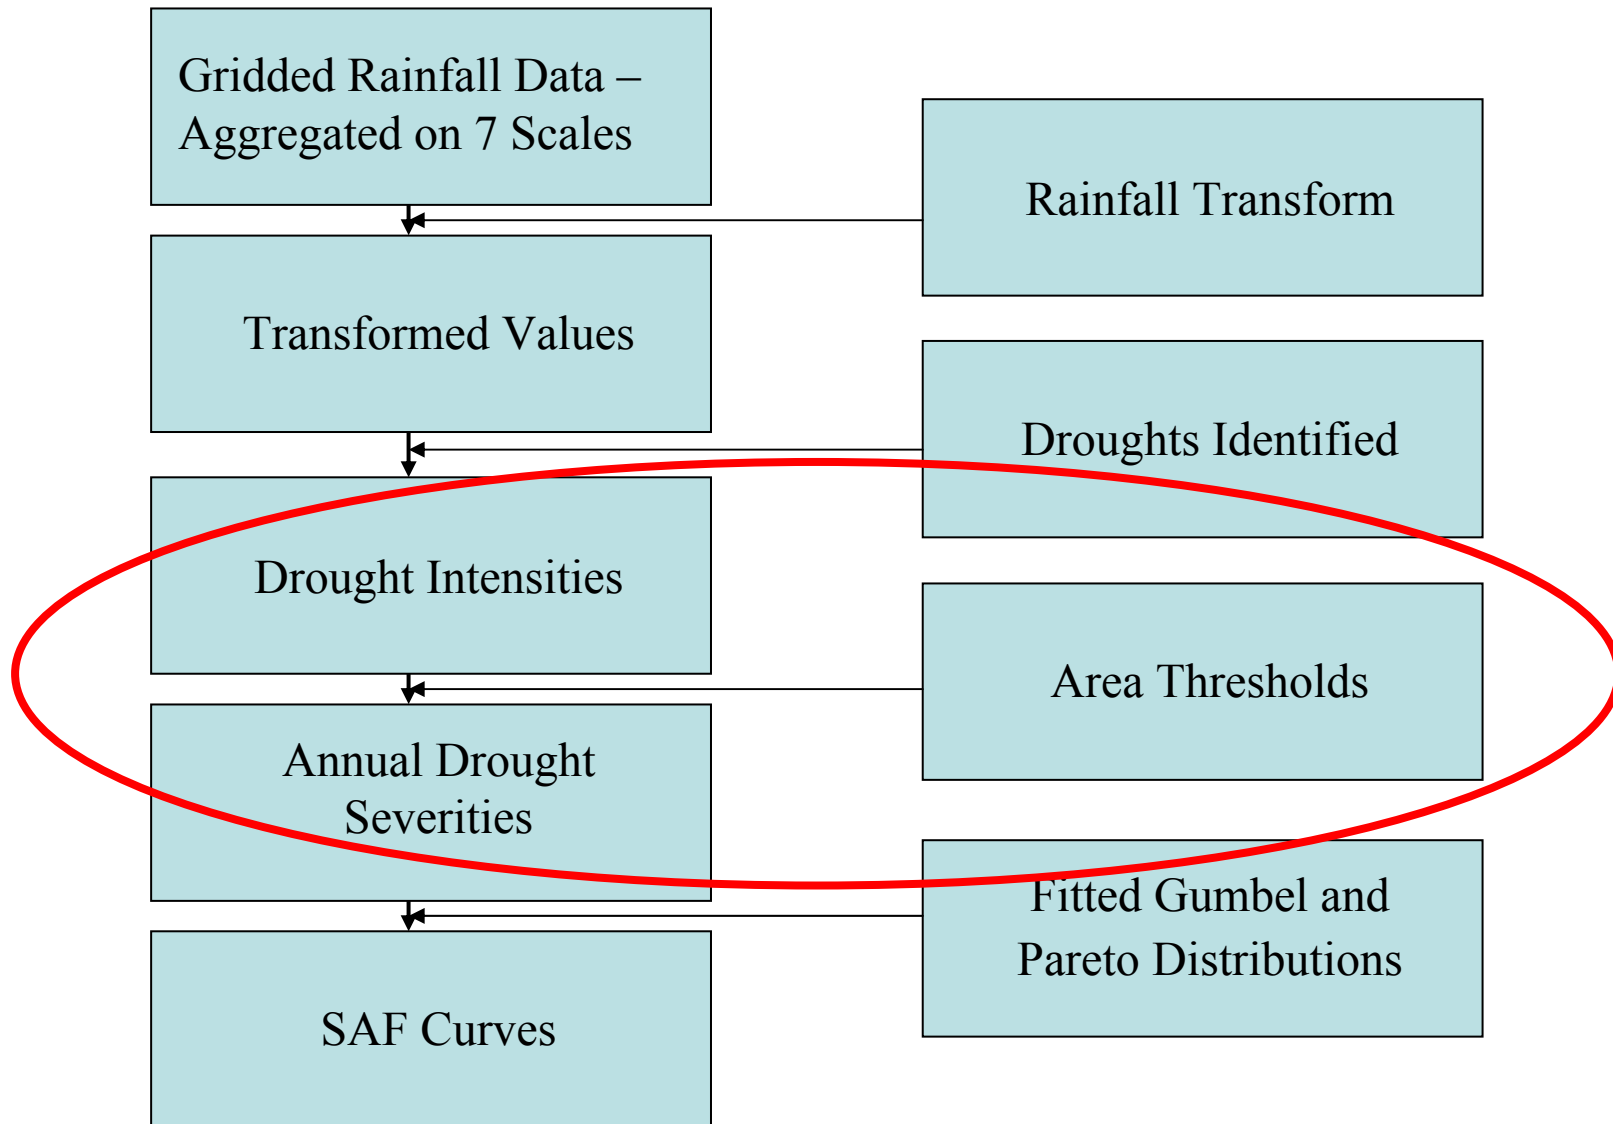 Gridded Rainfall Data –
Aggregated on 7 Scales
Rainfall Transform
Transformed Values
Droughts Identified
Drought Intensities
Area Thresholds
Annual Drought
Severities
Fitted Gumbel and
Pareto Distributions
SAF Curves